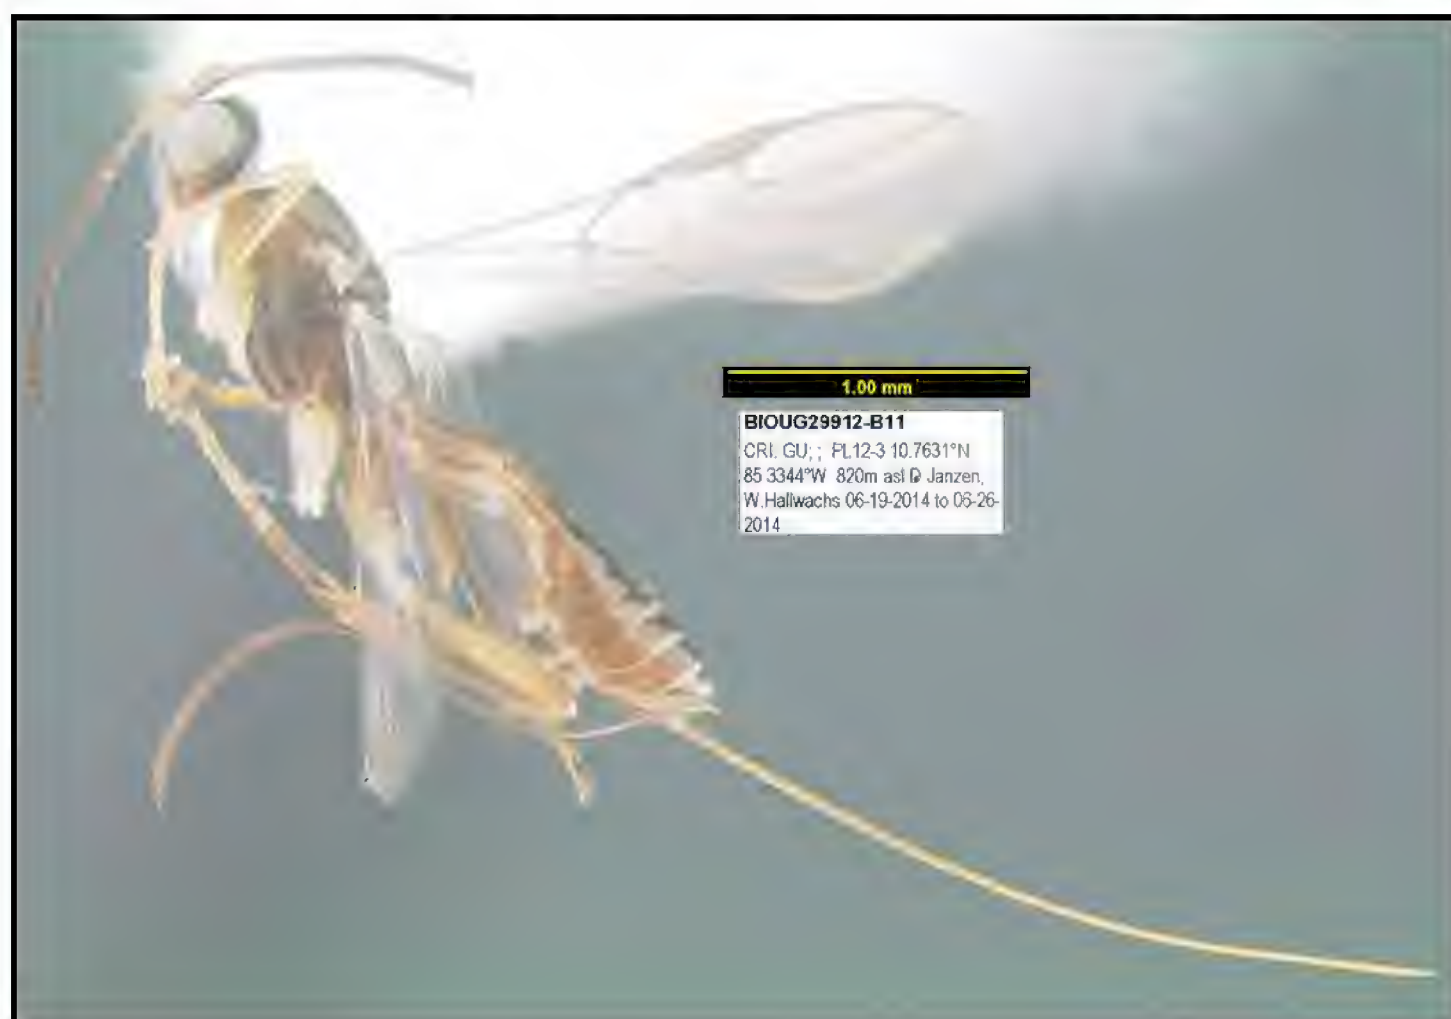 1.00 mm
BIOUG29912-B11
CRI. GU; ; PL12-3 10.7631°N
85.3344°W 820m asl D Janzen,
W.Hallwachs 06-19-2014 to 06-26-
2014